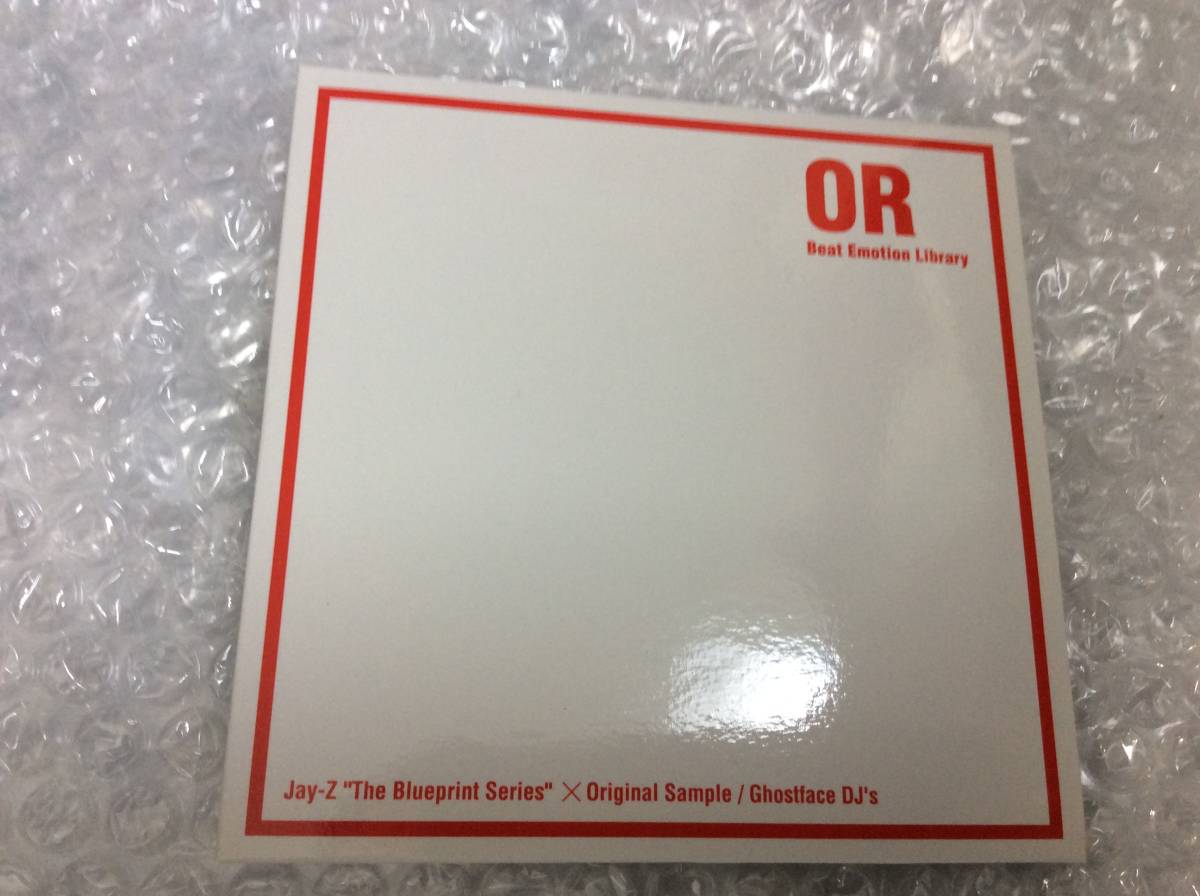 OR
Beat Emotion Library
Jay-Z "The Blueprint Series" × Original Sample / Ghostface DJ's